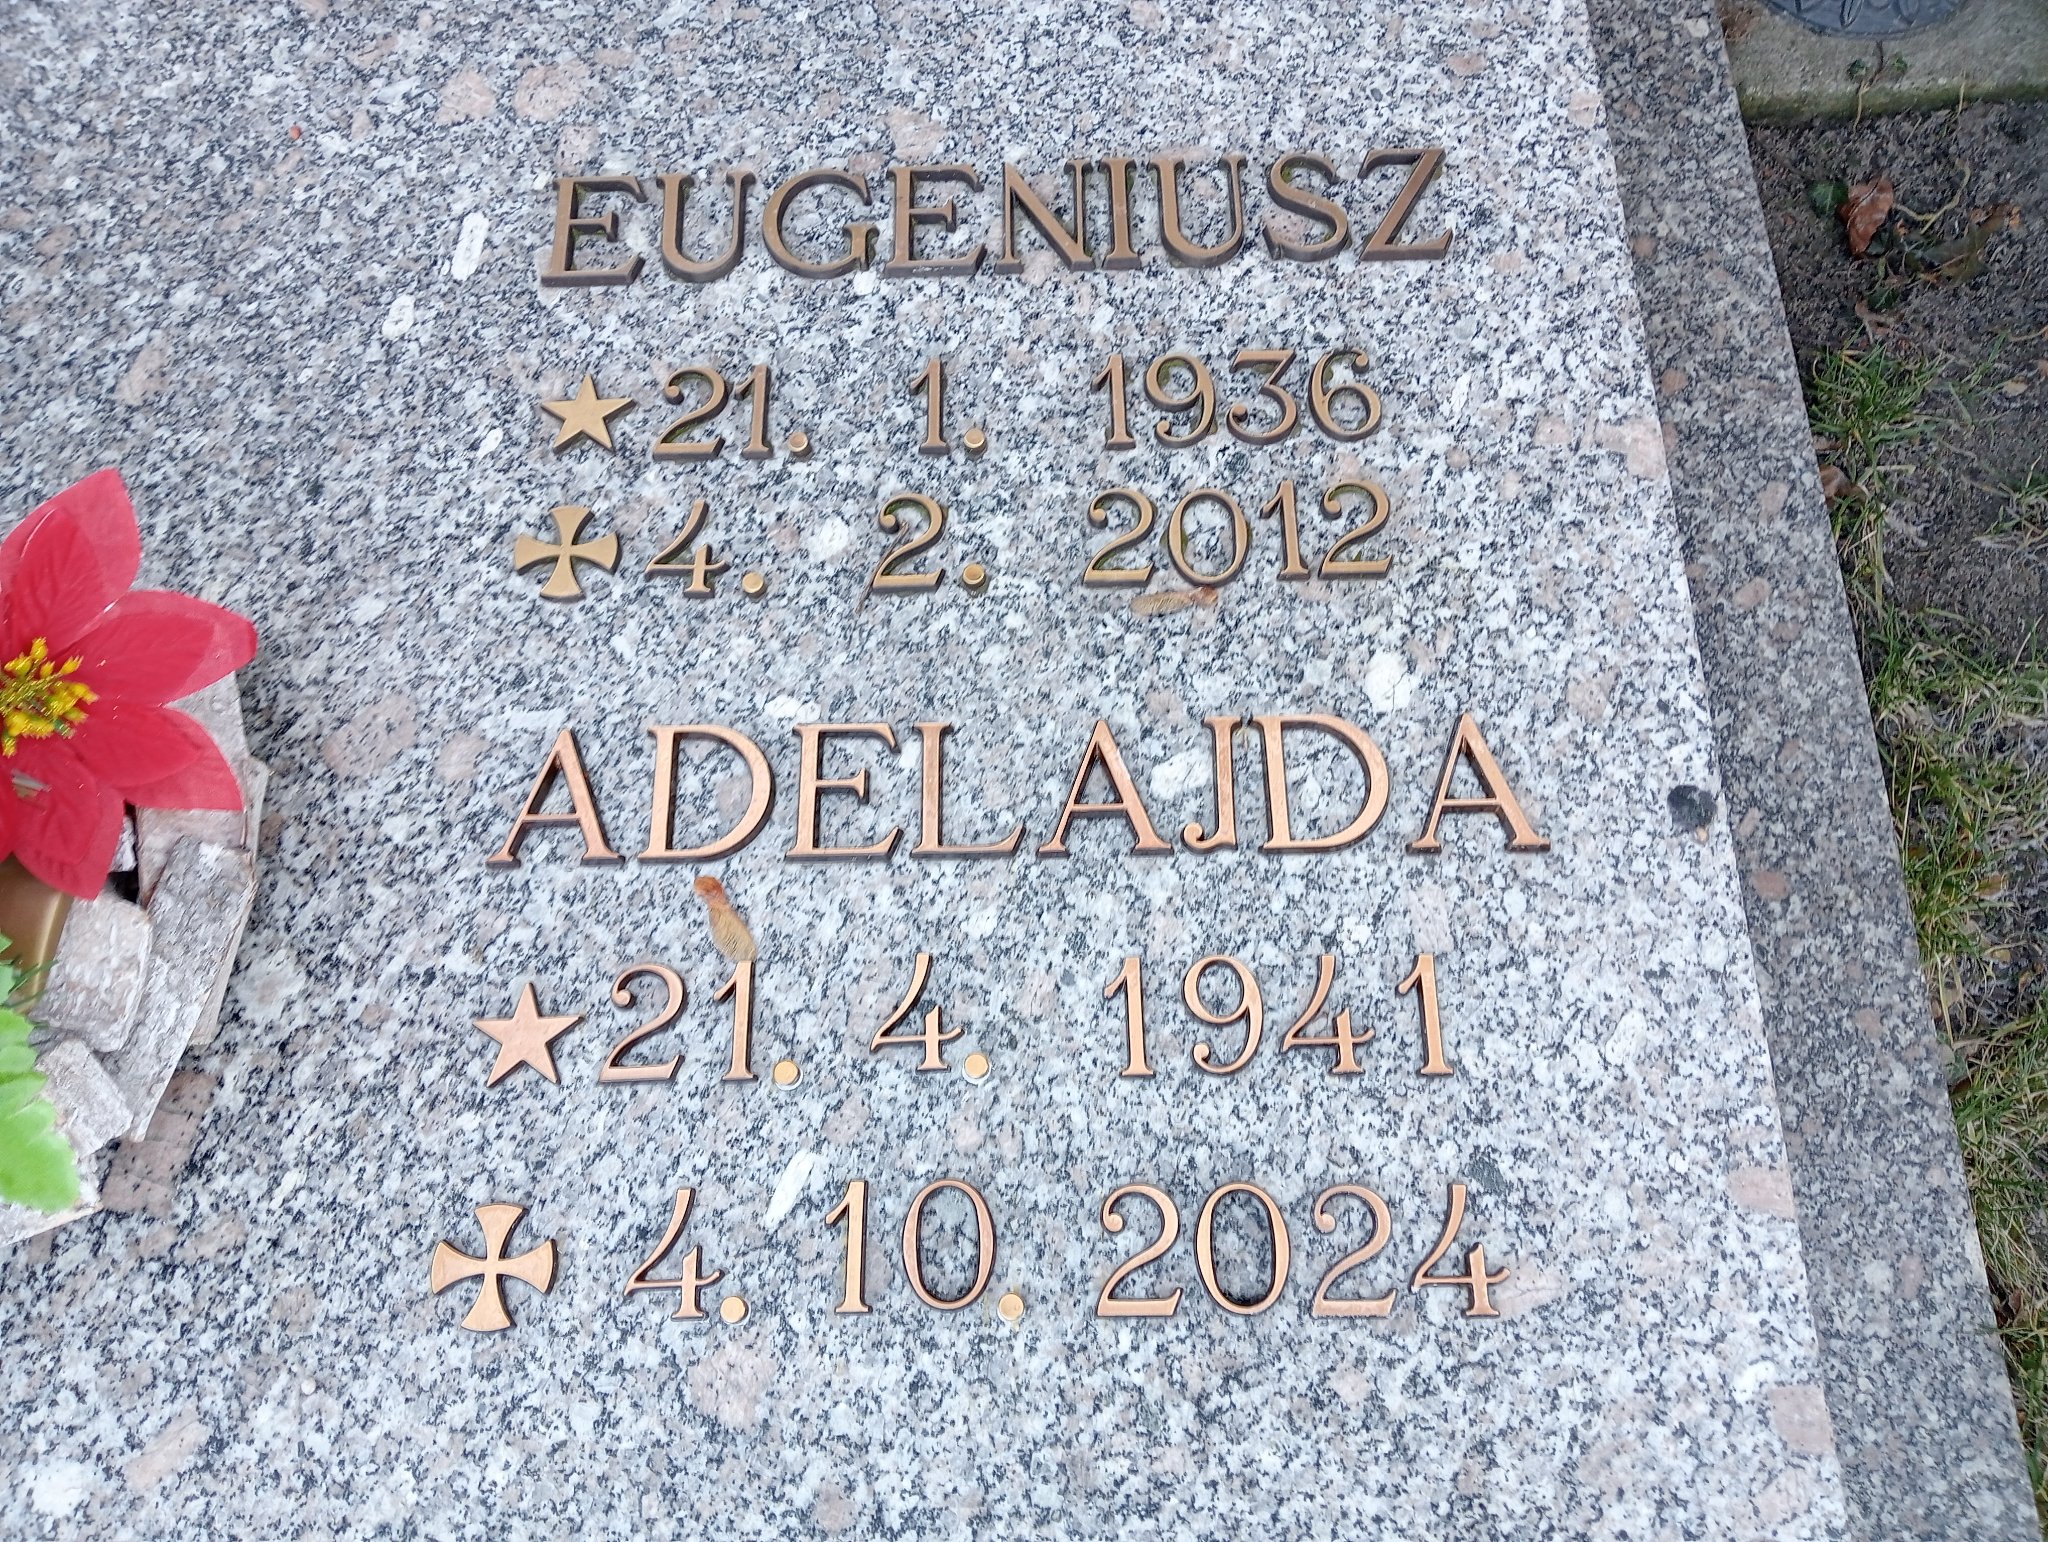 EUGENIUSZ
★ 21. 1. 1936
✠ 4. 2. 2012
ADELAJDA
★ 21. 4. 1941
✠ 4. 10. 2024